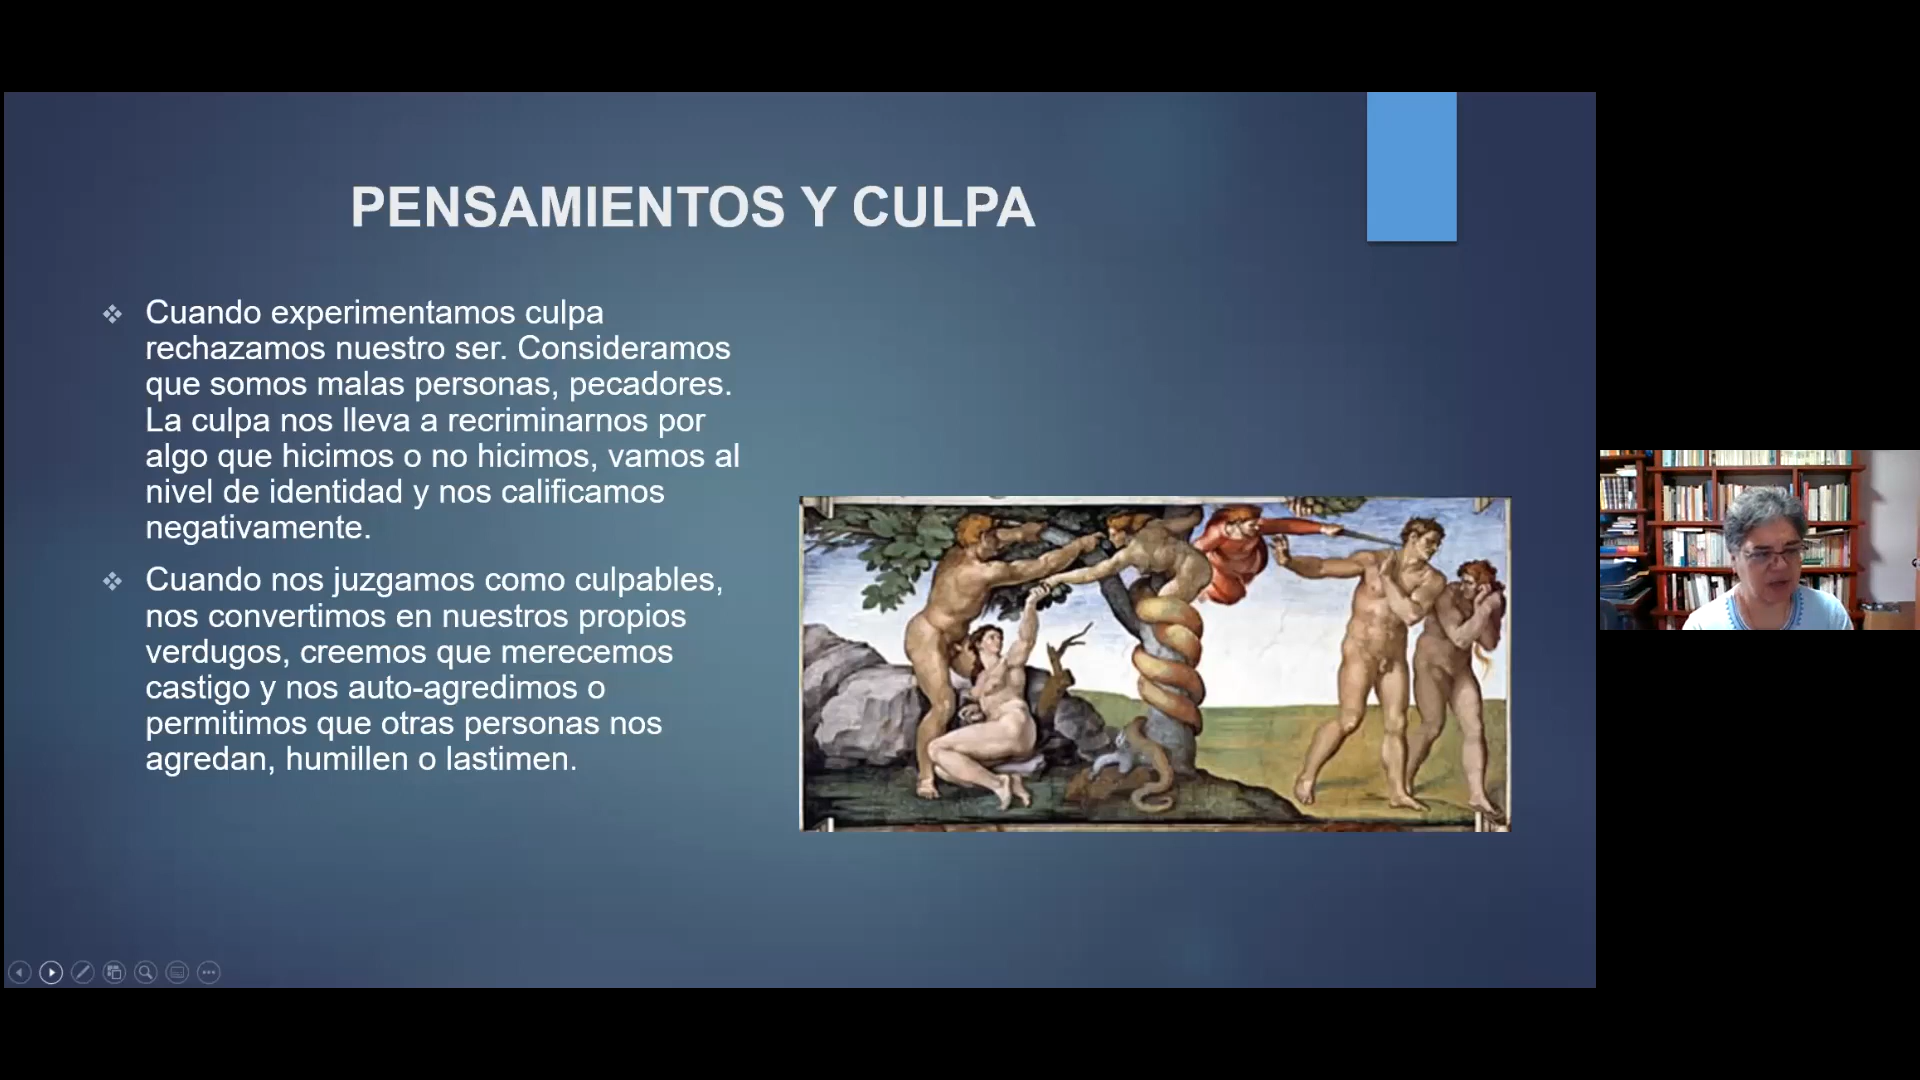 PENSAMIENTOS Y CULPA
Cuando experimentamos culpa
rechazamos nuestro ser. Consideramos
que somos malas personas, pecadores.
La culpa nos lleva a recriminarnos por
algo que hicimos o no hicimos, vamos al
nivel de identidad y nos calificamos
negativamente.
Cuando nos juzgamos como culpables,
nos convertimos en nuestros propios
verdugos, creemos que merecemos
castigo y nos auto-agredimos o
permitimos que otras personas nos
agredan, humillen o lastimen.